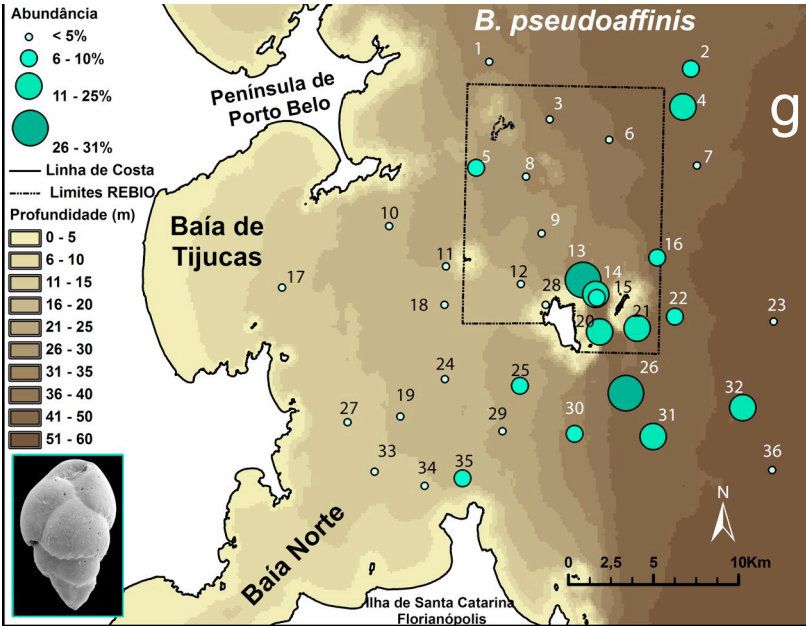 Abundância
< 5%
6 - 10%
11 - 25%
26 - 31%
Linha de Costa
Limites REBIO
Profundidade (m)
0 - 5
6 - 10
11 - 15
16 - 20
21 - 25
26 - 30
31 - 35
36 - 40
41 - 50
51 - 60
B. pseudoaffinis
g
Península de
Porto Belo
Baía de
Tijucas
Baía Norte
Ilha de Santa Catarina
Florianópolis
1
2
3
4
5
6
7
8
9
10
11
12
13
14
15
16
17
18
19
20
21
22
23
24
25
26
27
28
29
30
31
32
33
34
35
36
N
0 2,5 5 10Km